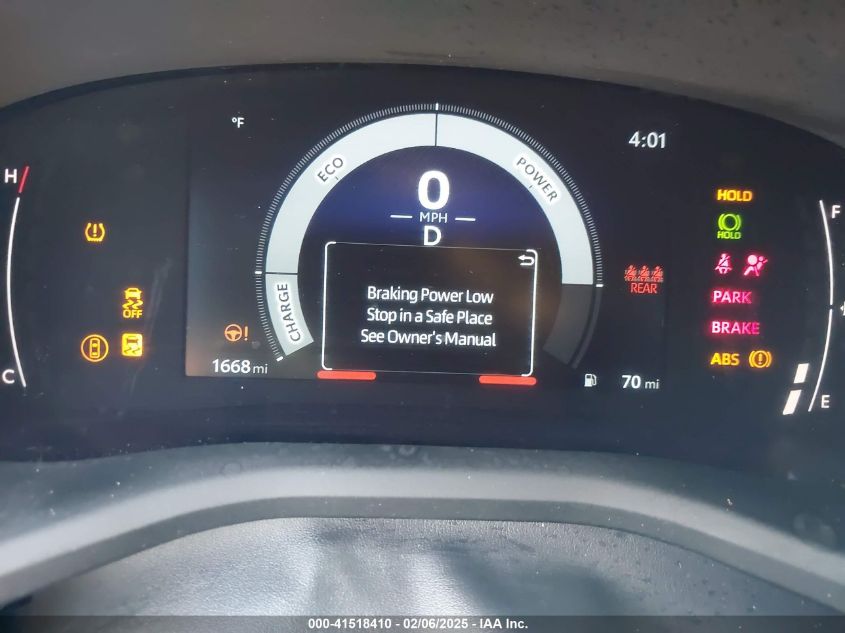 °F
4:01
H
ECO
POWER
0
MPH
D
HOLD
HOLD
F
OFF
CHARGE
Braking Power Low
Stop in a Safe Place
See Owner's Manual
REAR
PARK
BRAKE
ABS
!
1668 mi
70 mi
C
E
000-41518410 - 02/06/2025 - IAA Inc.